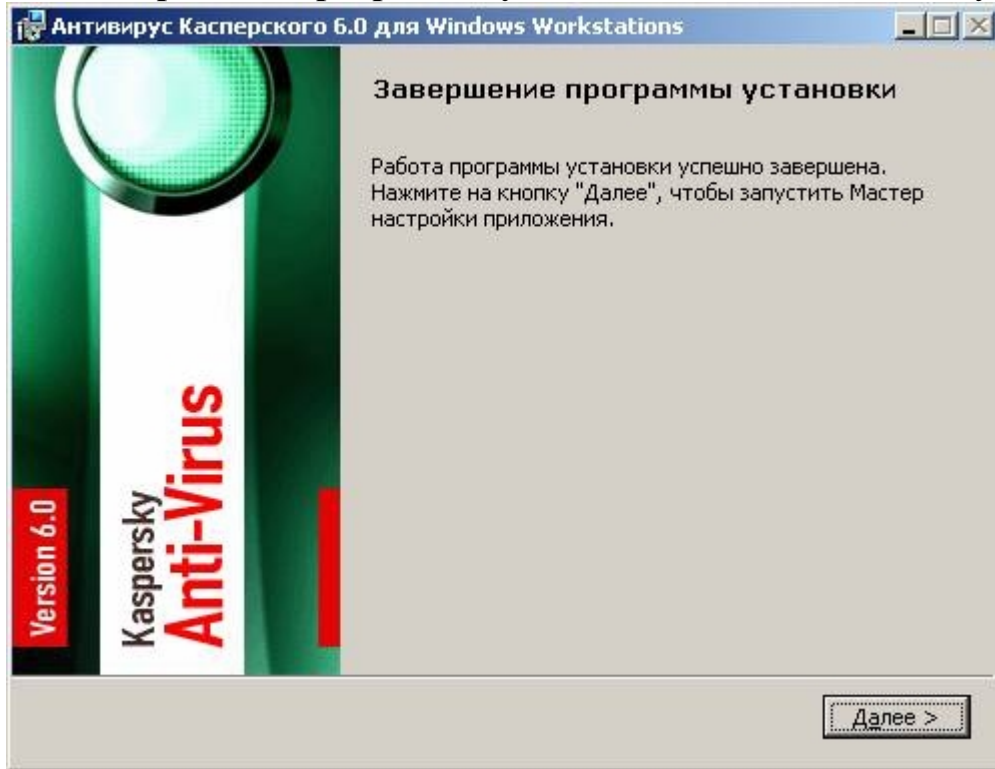 Антивирус Касперского 6.0 для Windows Workstations
Завершение программы установки
Работа программы установки успешно завершена.
Нажмите на кнопку "Далее", чтобы запустить Мастер
настройки приложения.
Version 6.0
Kaspersky
Anti-Virus
Далее >